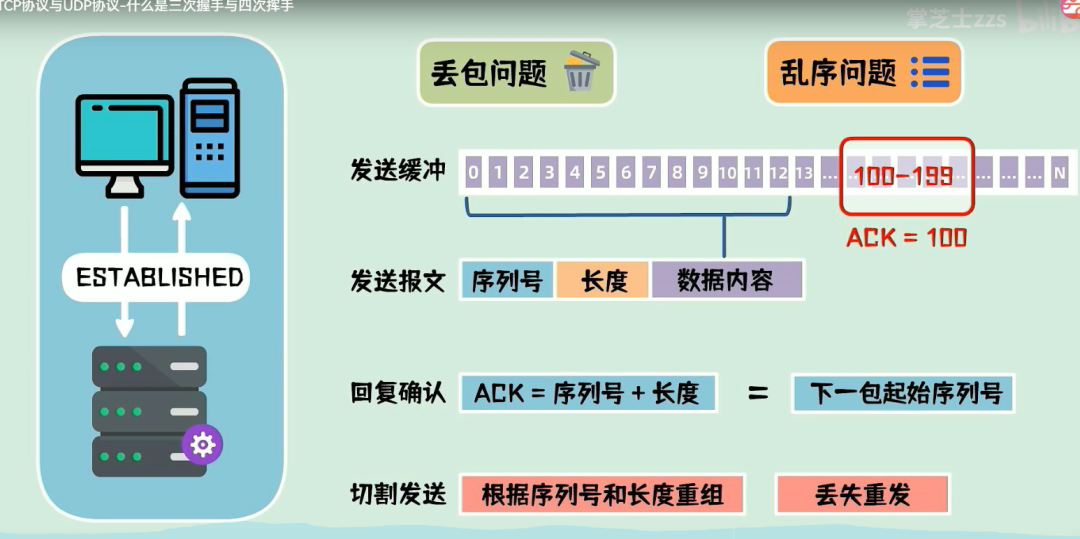 TCP协议与UDP协议-什么是三次握手与四次挥手
掌芝士zzs
丢包问题
乱序问题
发送缓冲
0 1 2 3 4 5 6 7 8 9 10 11 12 13 ... ... ... ... ... N
100-199
ACK = 100
ESTABLISHED
发送报文
序列号 长度 数据内容
回复确认
ACK = 序列号 + 长度 = 下一包起始序列号
切割发送
根据序列号和长度重组
丢失重发